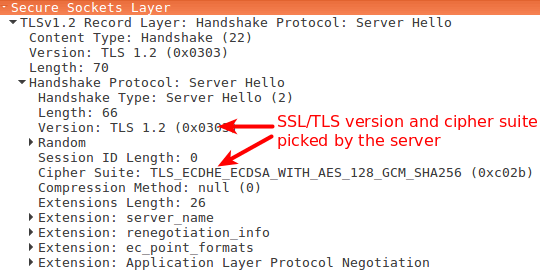 Secure Sockets Layer
TLSv1.2 Record Layer: Handshake Protocol: Server Hello
Content Type: Handshake (22)
Version: TLS 1.2 (0x0303)
Length: 70
Handshake Protocol: Server Hello
Handshake Type: Server Hello (2)
Length: 66
Version: TLS 1.2 (0x0303)
SSL/TLS version and cipher suite
picked by the server
Random
Session ID Length: 0
Cipher Suite: TLS_ECDHE_ECDSA_WITH_AES_128_GCM_SHA256 (0xc02b)
Compression Method: null (0)
Extensions Length: 26
Extension: server_name
Extension: renegotiation_info
Extension: ec_point_formats
Extension: Application Layer Protocol Negotiation